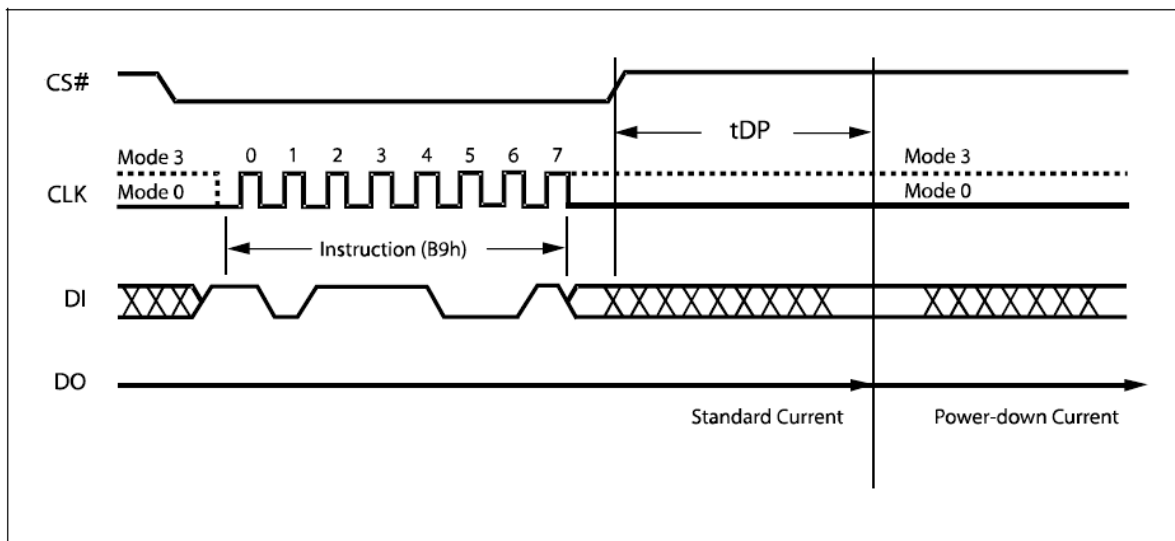 CS#
tDP
Mode 3 0 1 2 3 4 5 6 7 Mode 3
CLK Mode 0 Mode 0
Instruction (B9h)
DI
DO
Standard Current Power-down Current